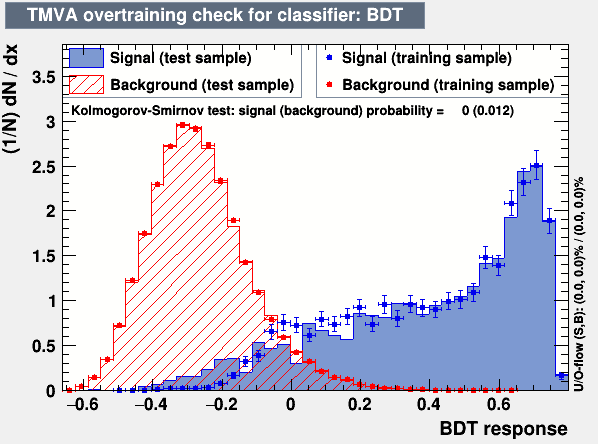 TMVA overtraining check for classifier: BDT
Signal (test sample)
Background (test sample)
Signal (training sample)
Background (training sample)
Kolmogorov-Smirnov test: signal (background) probability = 0 (0.012)
(1/N) dN / dx
3.5
3
2.5
2
1.5
1
0.5
0
−0.6 −0.4 −0.2 0 0.2 0.4 0.6
BDT response
U/O-flow (S,B): (0.0, 0.0)% / (0.0, 0.0)%